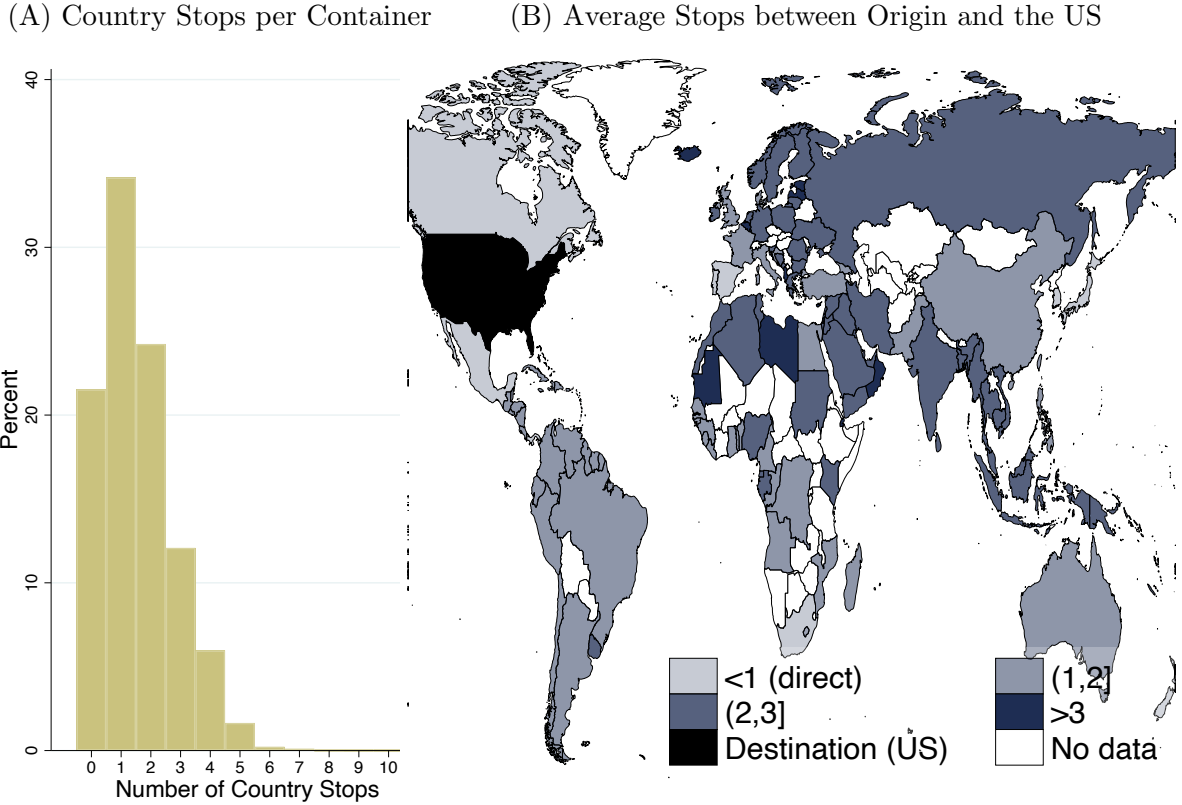 (A) Country Stops per Container
(B) Average Stops between Origin and the US
Percent
40
30
20
10
0
0 1 2 3 4 5 6 7 8 9 10
Number of Country Stops
<1 (direct)
(2,3]
Destination (US)
(1,2]
>3
No data